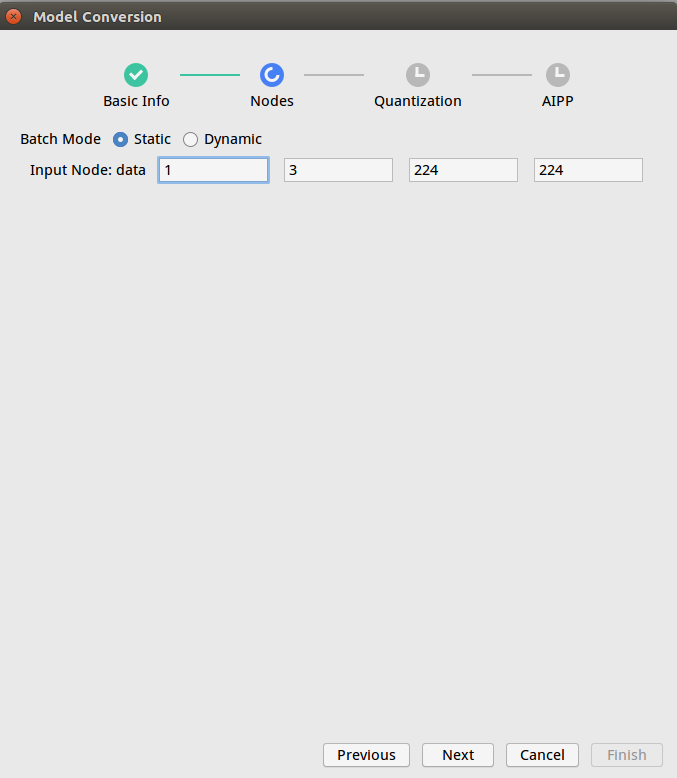 Model Conversion
Basic Info Nodes Quantization AIPP
Batch Mode Static Dynamic
Input Node: data 1 3 224 224
Previous Next Cancel Finish